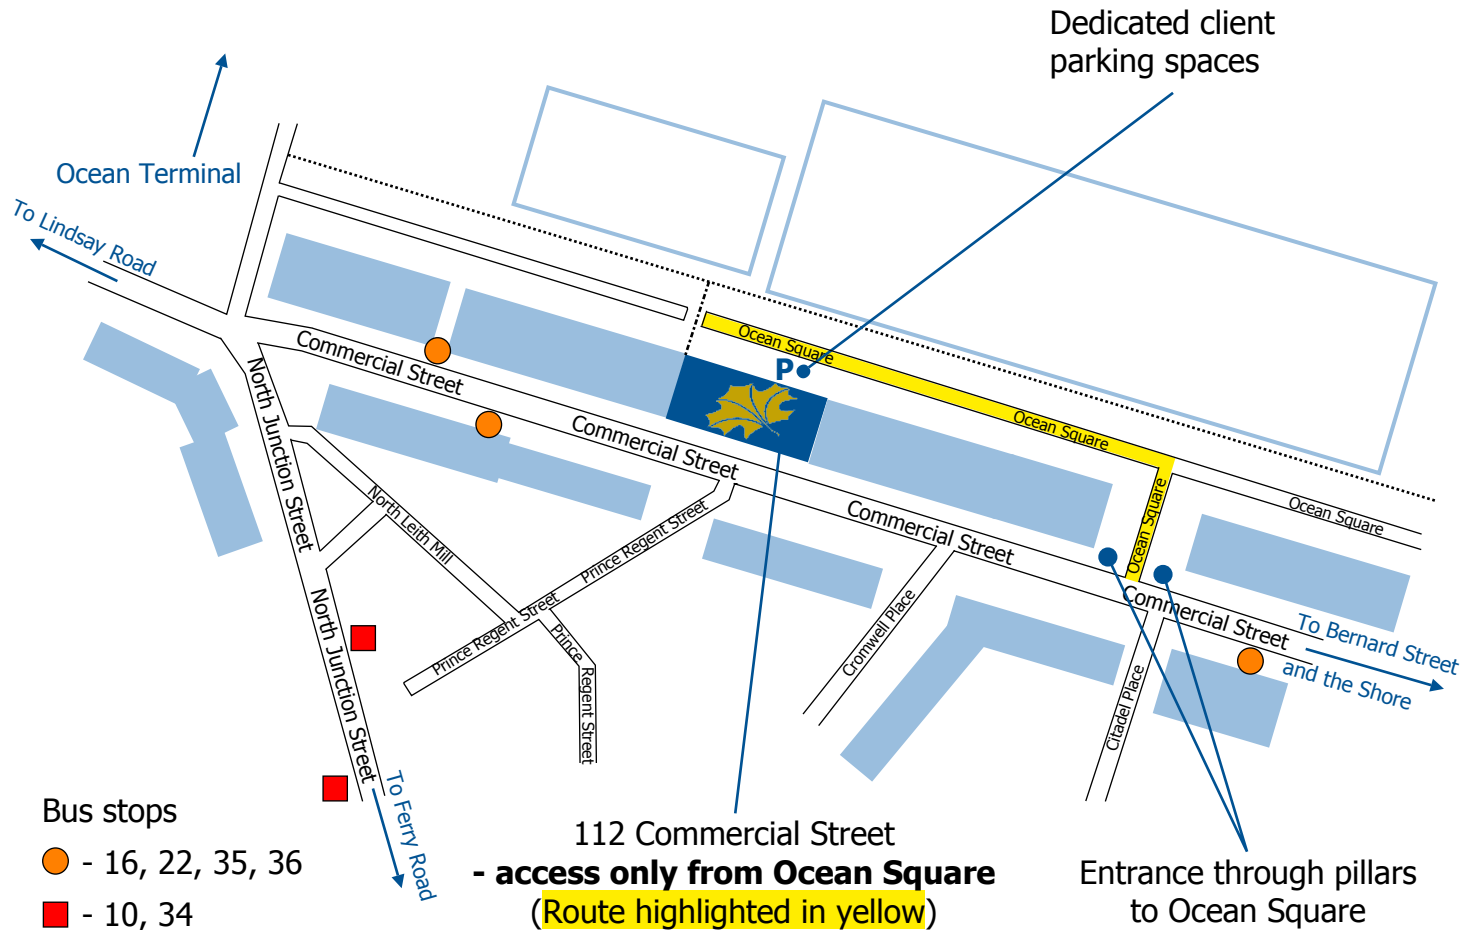 Dedicated client
parking spaces
Ocean Terminal
To Lindsay Road
Ocean Square
P
Commercial Street
North Junction Street
Ocean Square
Commercial Street
Ocean Square
Ocean Square
North Leith Mill
Prince Regent Street
Commercial Street
Commercial Street
North Junction Street
Prince Regent Street
Prince
Regent Street
Cromwell Place
Citadel Place
To Bernard Street
and the Shore
To Ferry Road
Bus stops
- 16, 22, 35, 36
- 10, 34
112 Commercial Street
- access only from Ocean Square
(Route highlighted in yellow)
Entrance through pillars
to Ocean Square